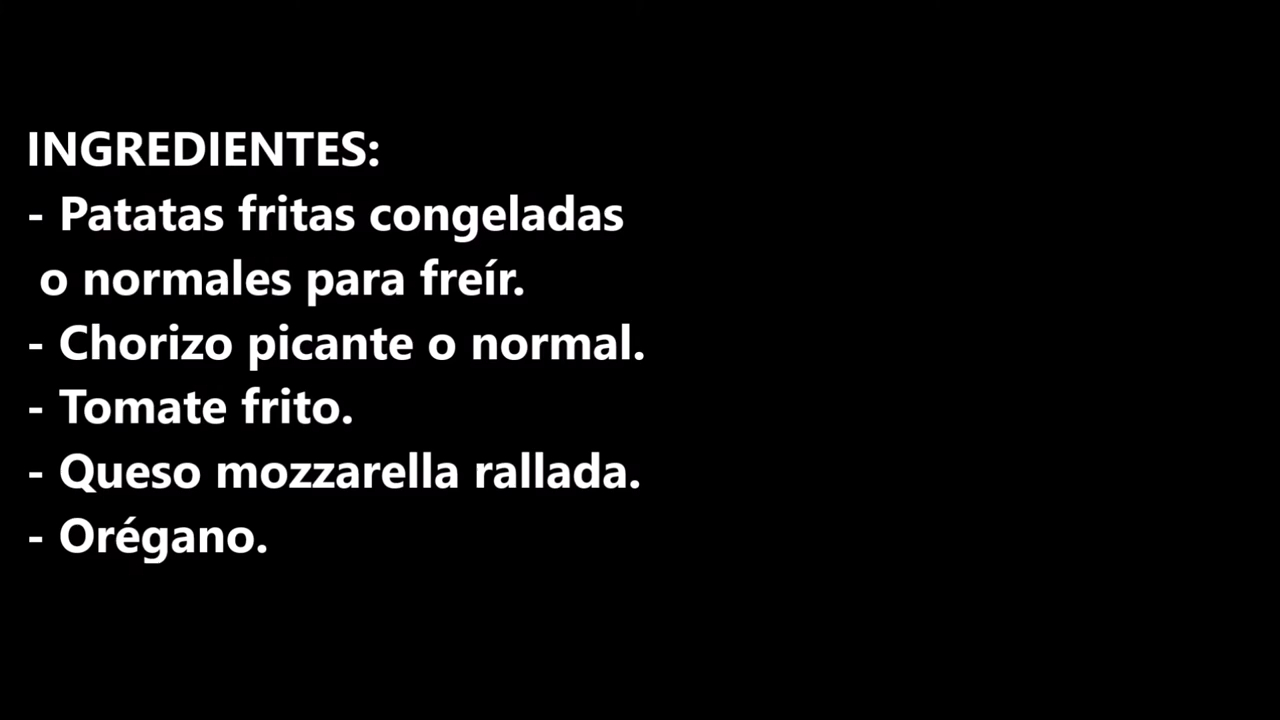 INGREDIENTES:
- Patatas fritas congeladas
o normales para freír.
- Chorizo picante o normal.
- Tomate frito.
- Queso mozzarella rallada.
- Orégano.